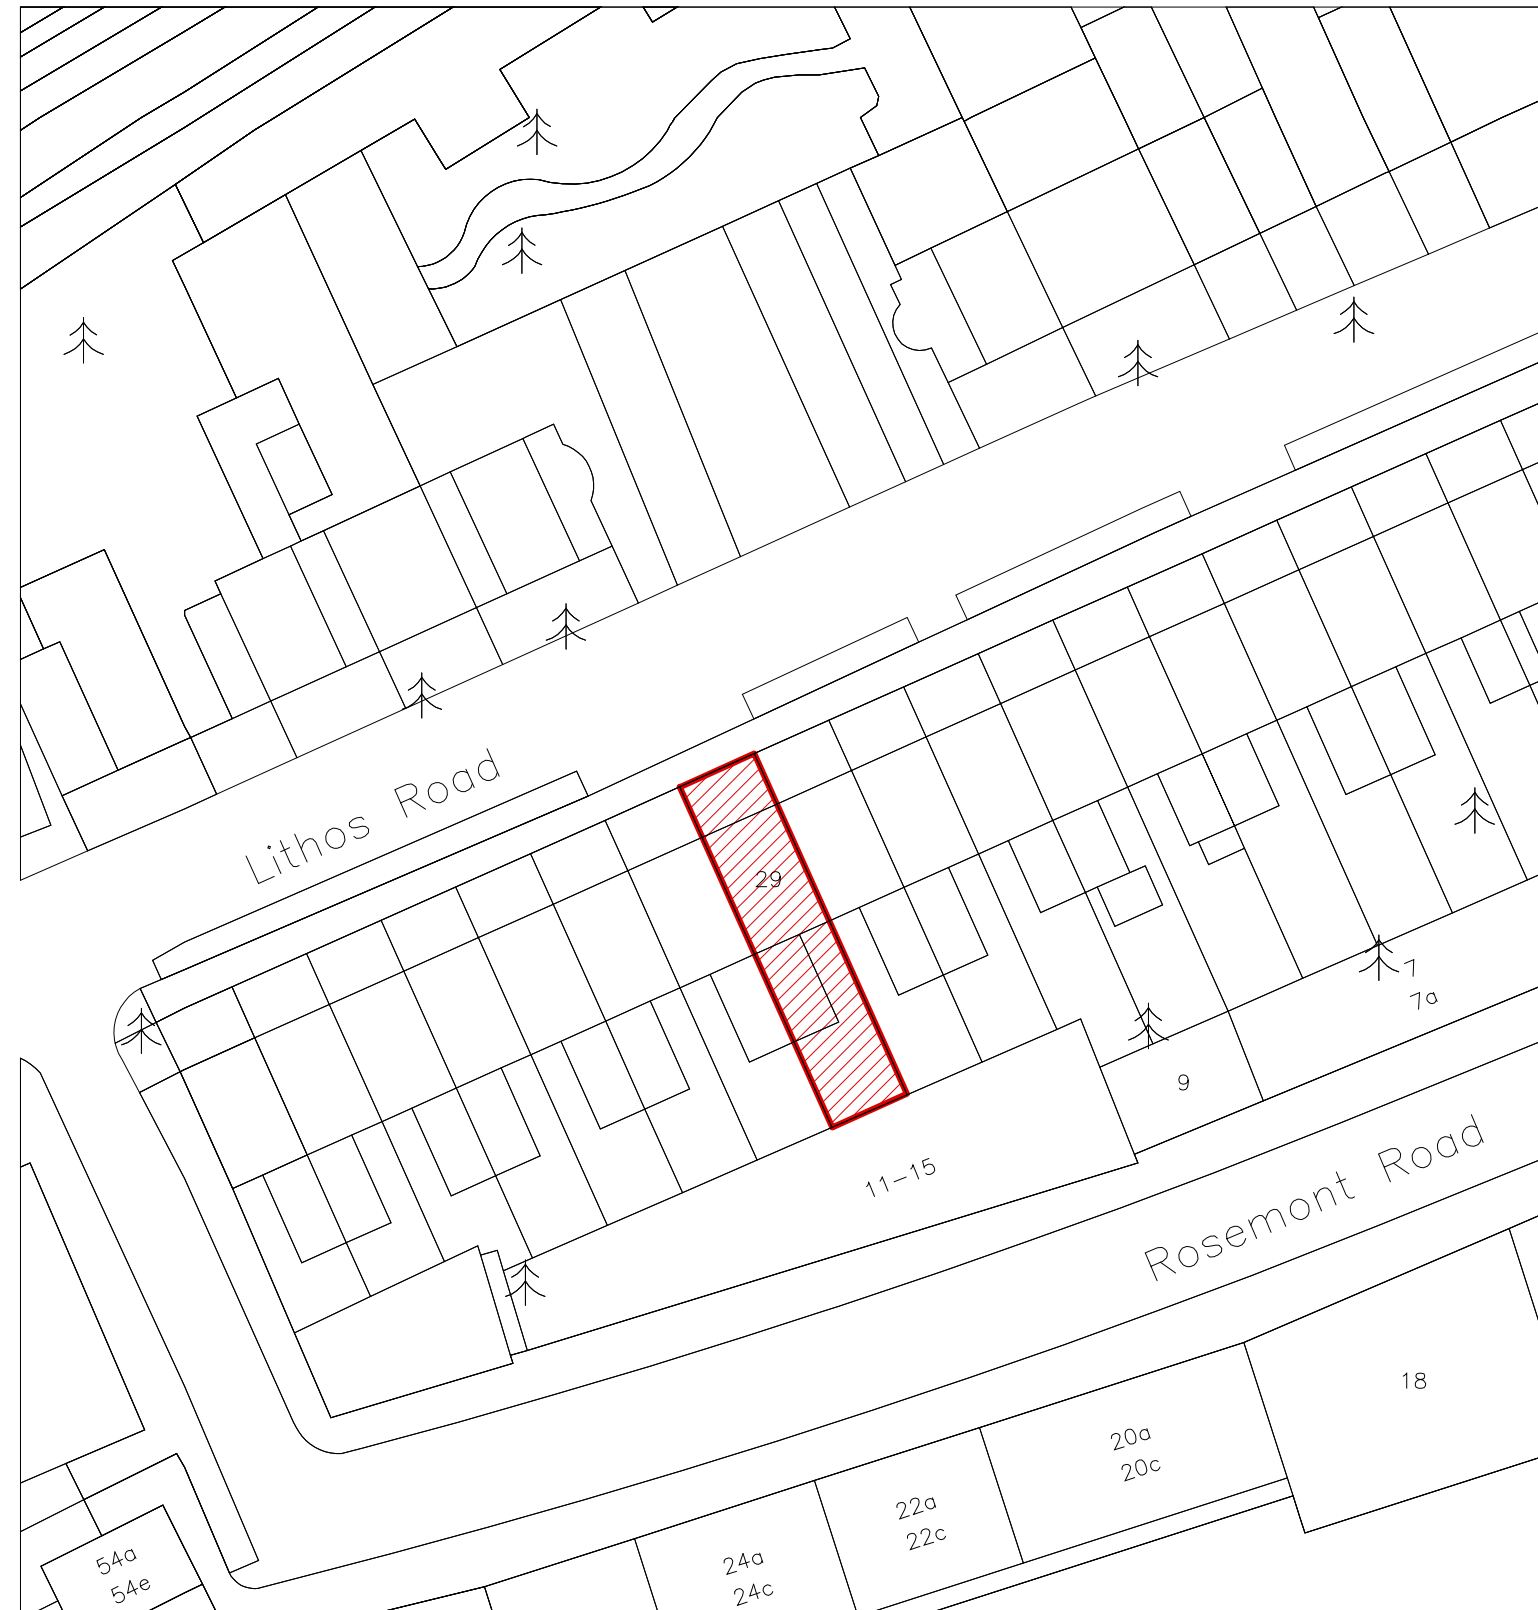 Lithos Road
29
7
7a
9
11-15
Rosemont Road
18
20a
20c
22a
22c
24a
24c
54a
54e